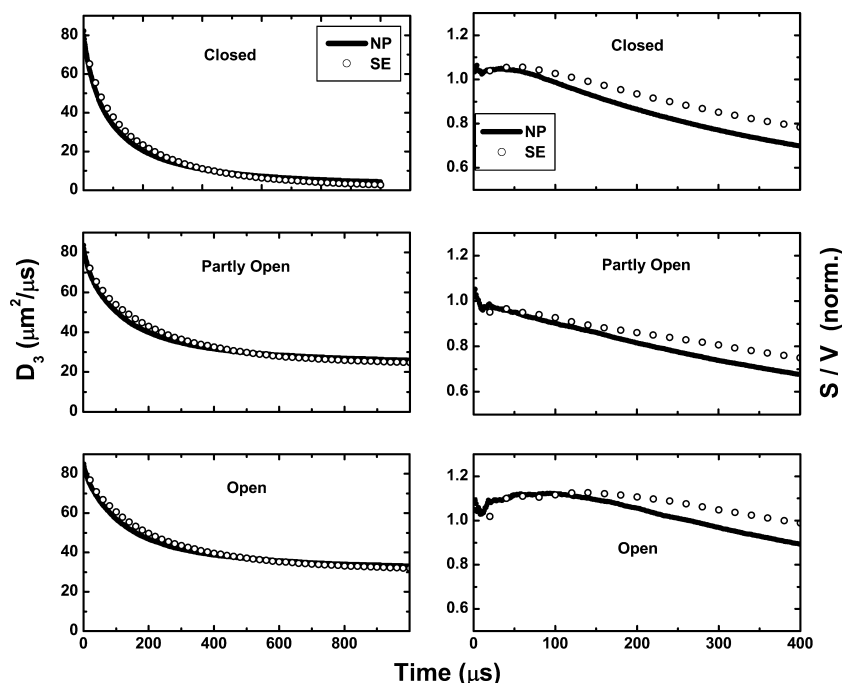 80
60
40
20
0
Closed
NP
SE
1.2
1.0
0.8
0.6
Closed
NP
SE
80
60
40
20
0
Partly Open
1.2
1.0
0.8
0.6
Partly Open
D3 (μm2/μs)
S / V (norm.)
80
60
40
20
0
Open
0 200 400 600 800
1.2
1.0
0.8
0.6
Open
0 100 200 300 400
Time (μs)